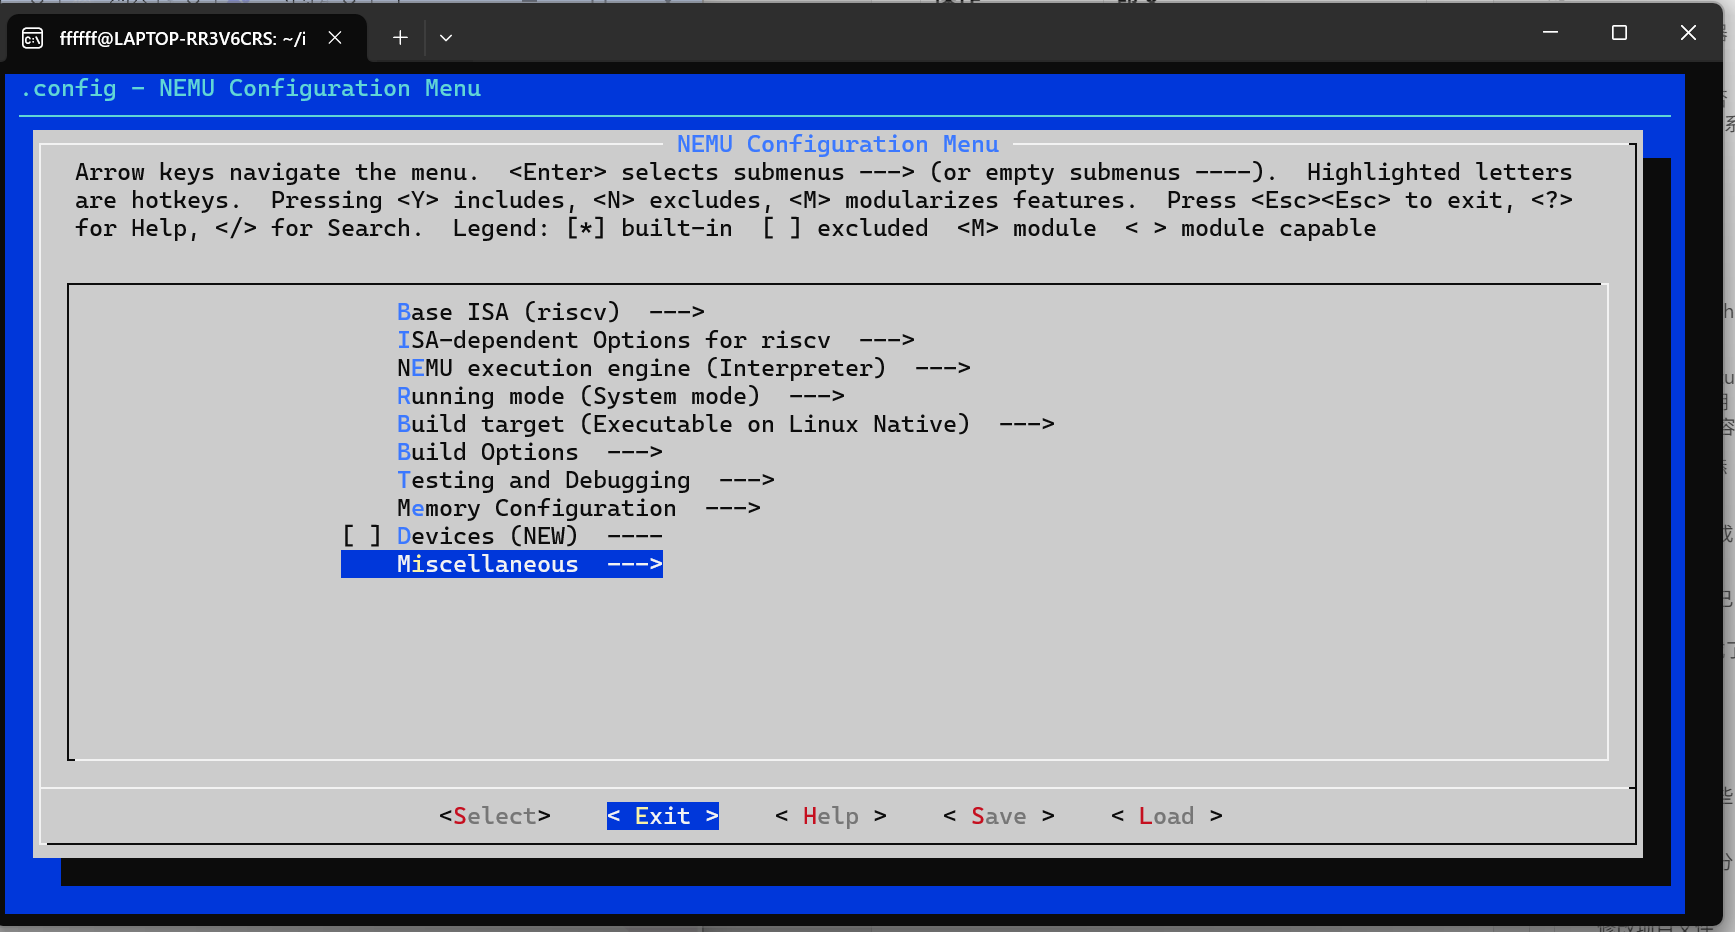 ffffff@LAPTOP-RR3V6CRS: ~/i
.config - NEMU Configuration Menu
NEMU Configuration Menu
Arrow keys navigate the menu.  <Enter> selects submenus ---> (or empty submenus ----).  Highlighted letters
are hotkeys.  Pressing <Y> includes, <N> excludes, <M> modularizes features.  Press <Esc><Esc> to exit, <?>
for Help, </> for Search.  Legend: [*] built-in  [ ] excluded  <M> module  < > module capable
Base ISA (riscv)  --->
ISA-dependent Options for riscv  --->
NEMU execution engine (Interpreter)  --->
Running mode (System mode)  --->
Build target (Executable on Linux Native)  --->
Build Options  --->
Testing and Debugging  --->
Memory Configuration  --->
[ ] Devices (NEW)  ----
Miscellaneous  --->
<Select>    < Exit >    < Help >    < Save >    < Load >